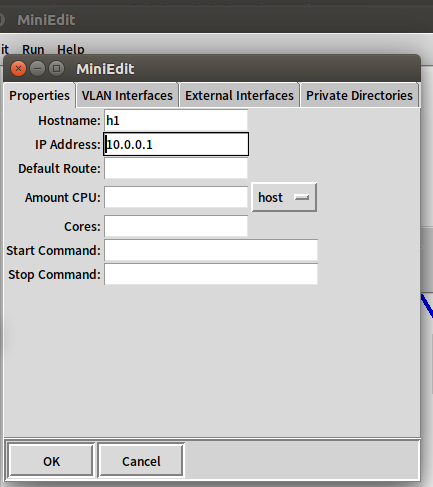 MiniEdit
it Run Help
MiniEdit
Properties VLAN Interfaces External Interfaces Private Directories
Hostname: h1
IP Address: 10.0.0.1
Default Route:
Amount CPU: host
Cores:
Start Command:
Stop Command:
OK Cancel